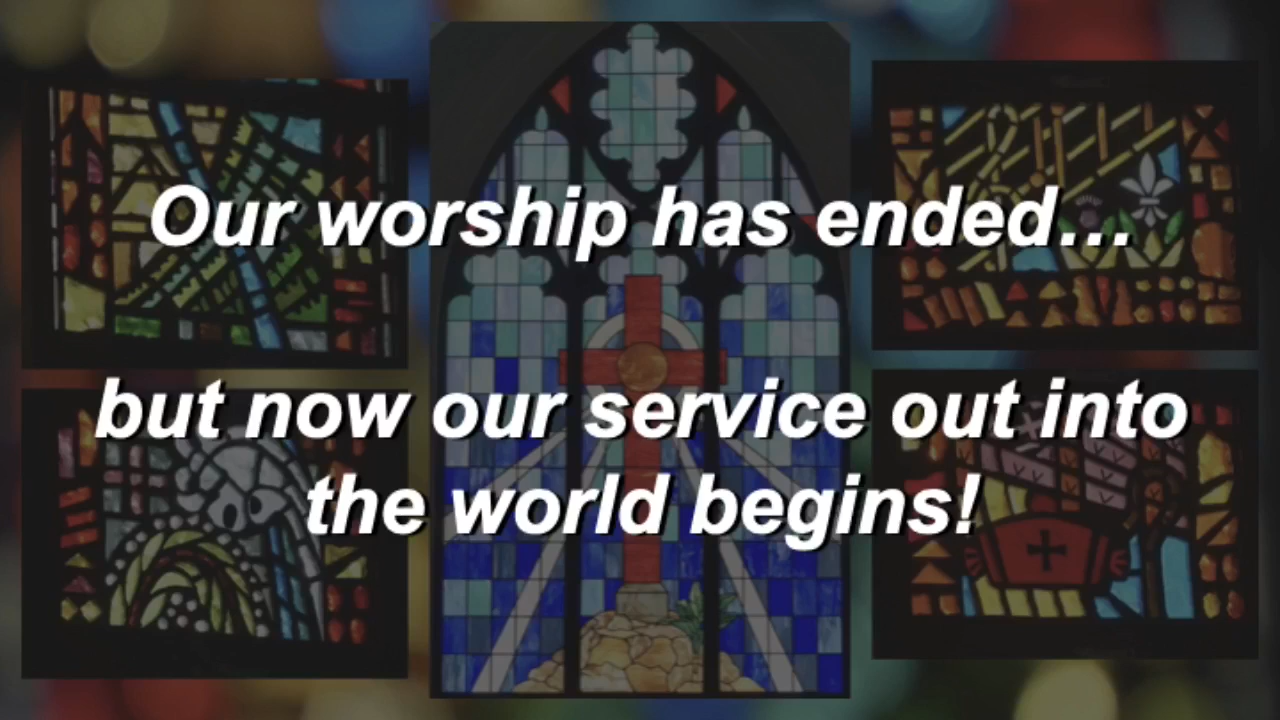 Our worship has ended…
but now our service out into
the world begins!